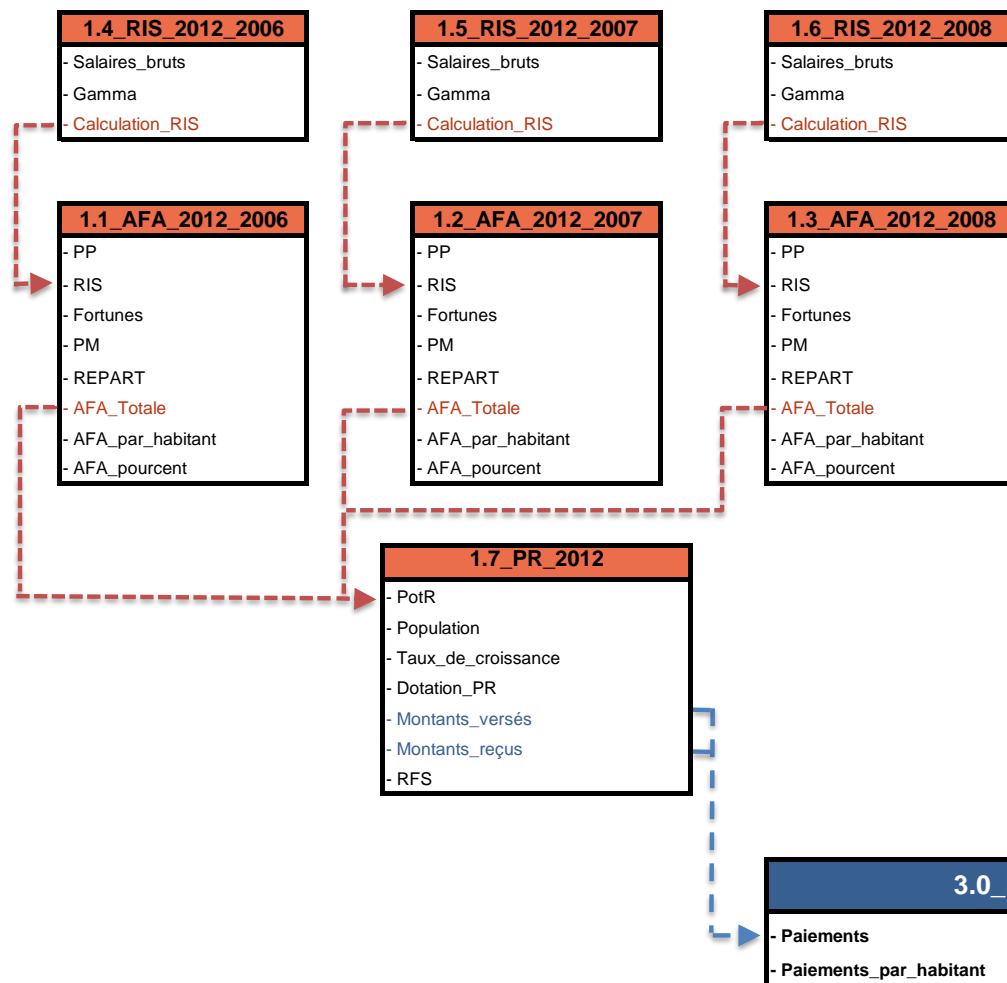 1.4_RIS_2012_2006
- Salaires_bruts
- Gamma
- Calculation_RIS
1.5_RIS_2012_2007
- Salaires_bruts
- Gamma
- Calculation_RIS
1.6_RIS_2012_2008
- Salaires_bruts
- Gamma
- Calculation_RIS
1.1_AFA_2012_2006
- PP
- RIS
- Fortunes
- PM
- REPART
- AFA_Totale
- AFA_par_habitant
- AFA_pourcent
1.2_AFA_2012_2007
- PP
- RIS
- Fortunes
- PM
- REPART
- AFA_Totale
- AFA_par_habitant
- AFA_pourcent
1.3_AFA_2012_2008
- PP
- RIS
- Fortunes
- PM
- REPART
- AFA_Totale
- AFA_par_habitant
- AFA_pourcent
1.7_PR_2012
- PotR
- Population
- Taux_de_croissance
- Dotation_PR
- Montants_versés
- Montants_reçus
- RFS
3.0_
- Paiements
- Paiements_par_habitant